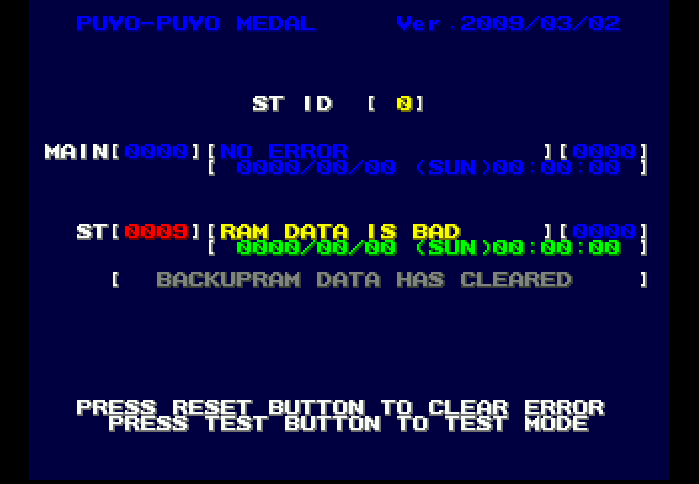 PUYO-PUYO MEDAL Ver.2009/03/02
ST ID [ 0]
MAIN[0000][NO ERROR ][0000]
[ 0000/00/00 (SUN)00:00:00 ]
ST[0009][RAM DATA IS BAD ][0000]
[ 0000/00/00 (SUN)00:00:00 ]
[ BACKUPRAM DATA HAS CLEARED ]
PRESS RESET BUTTON TO CLEAR ERROR
PRESS TEST BUTTON TO TEST MODE